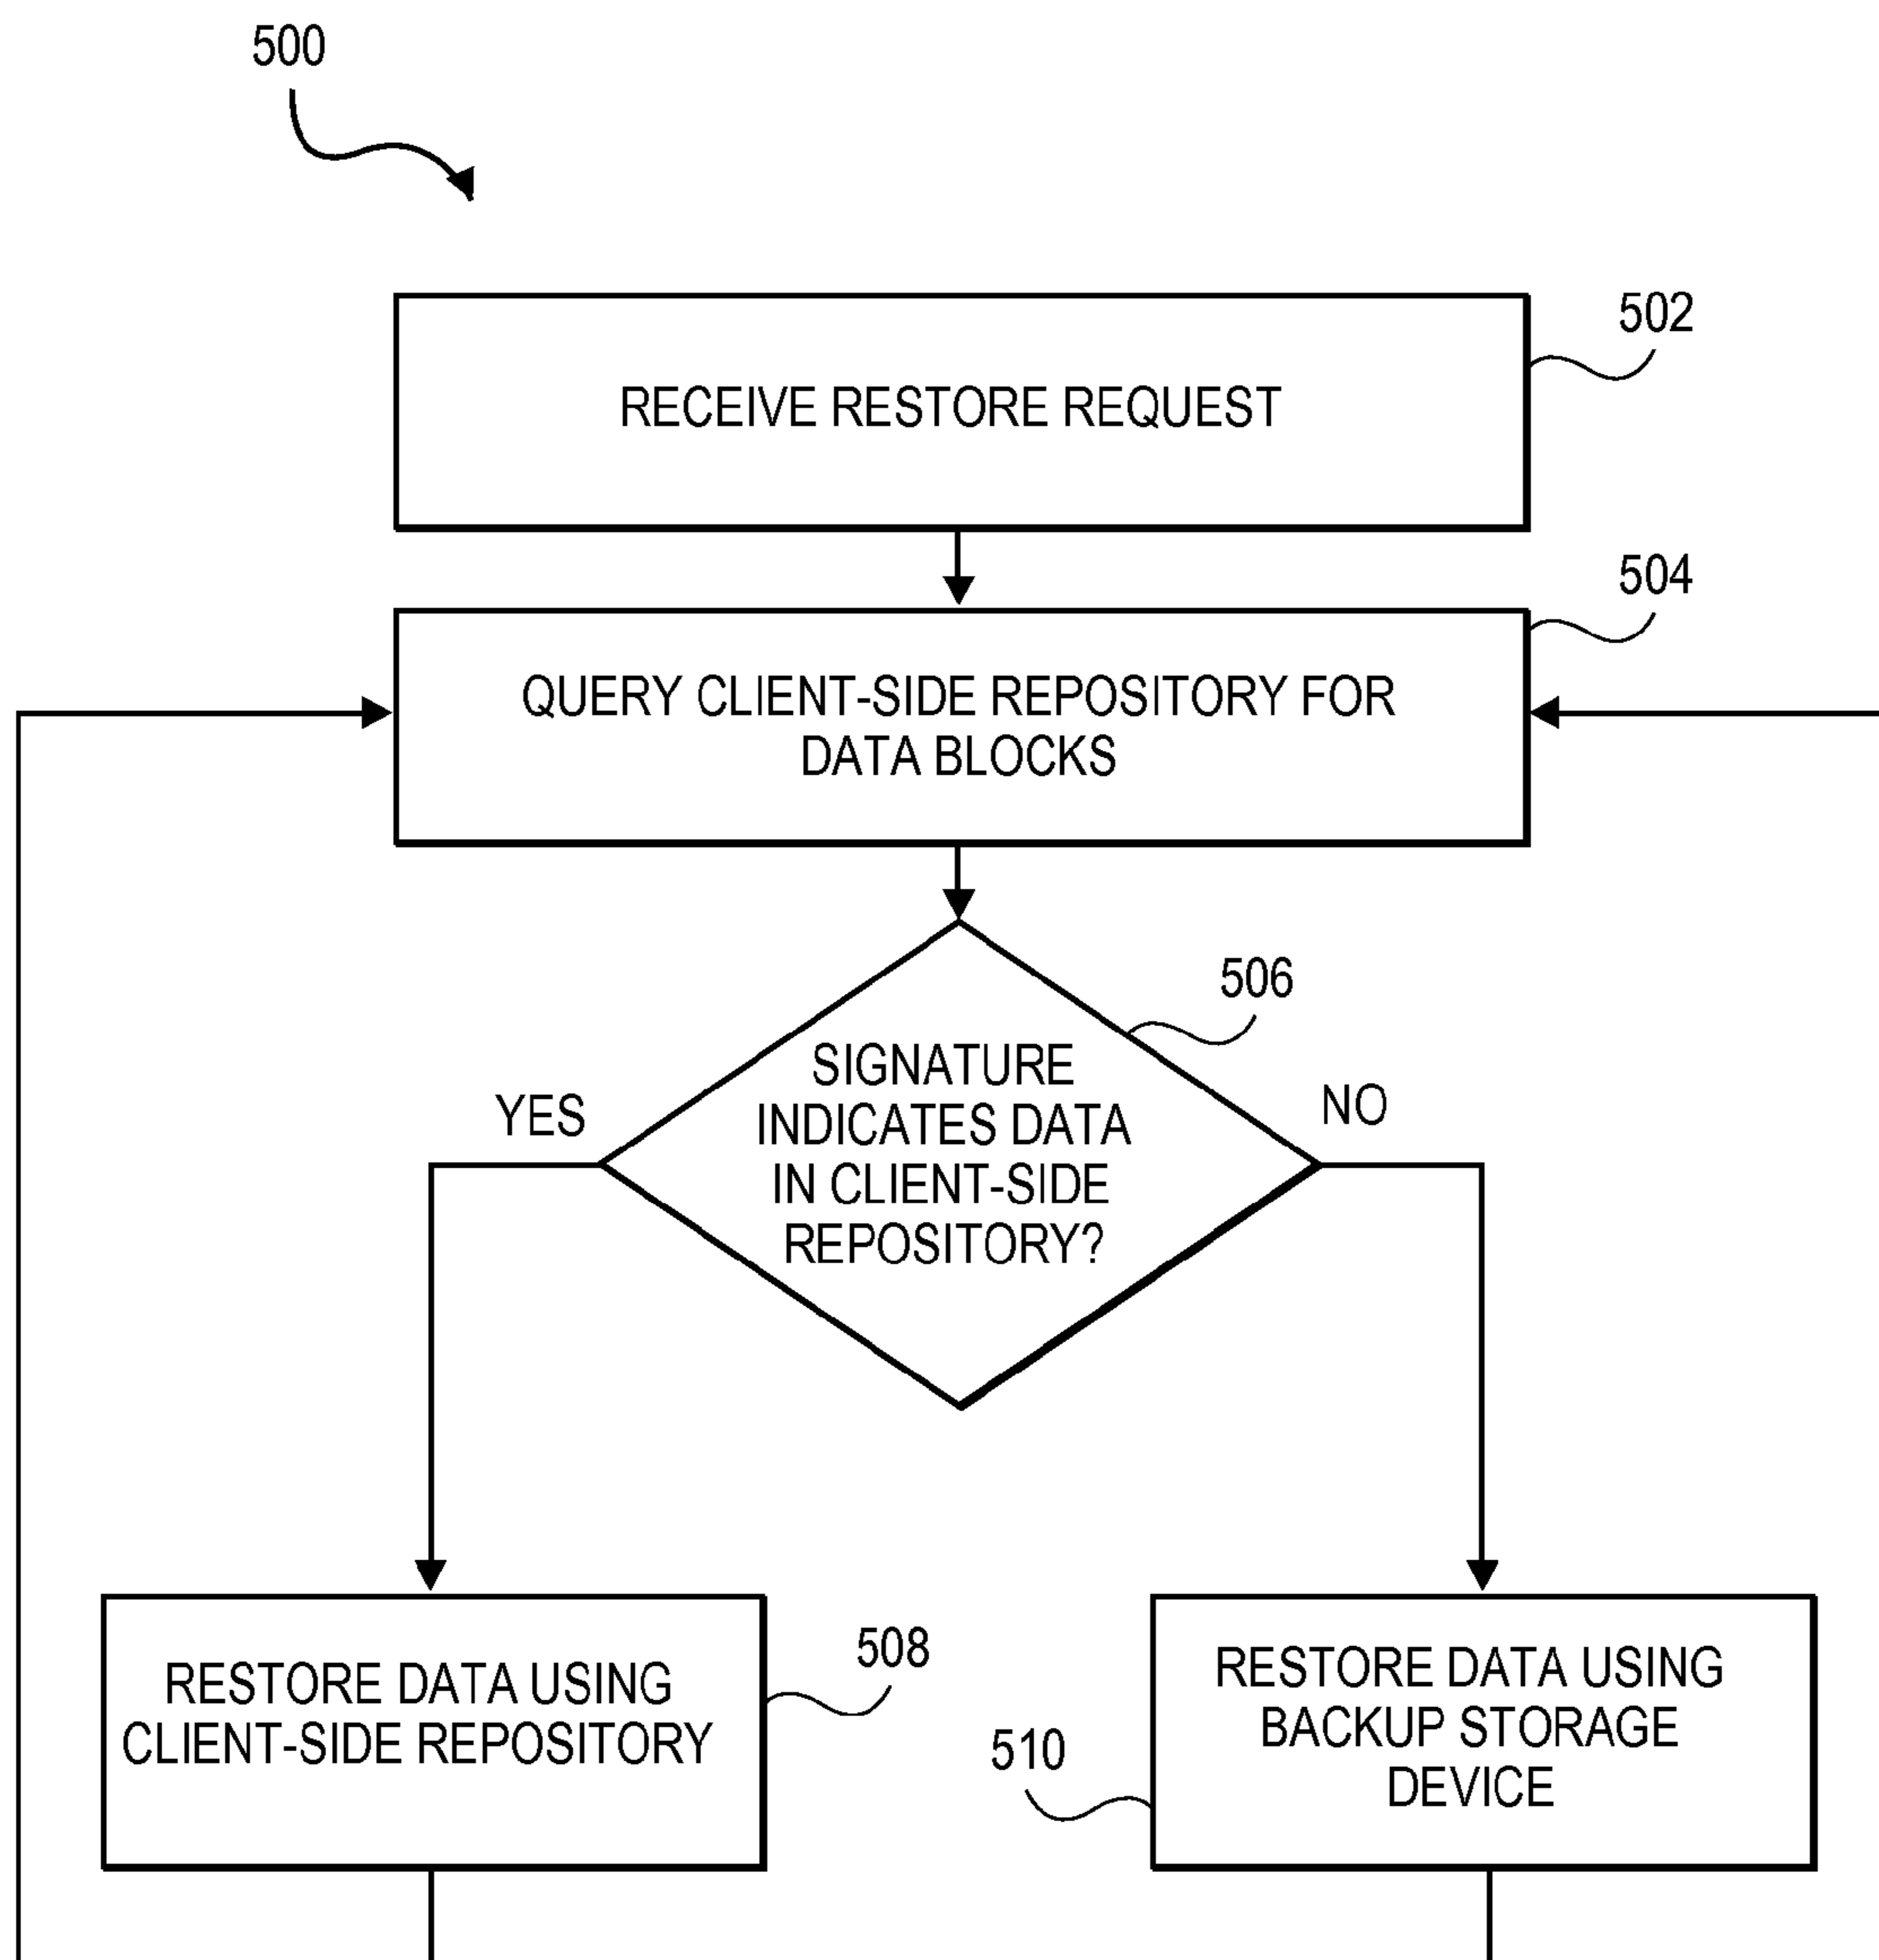 500
502
RECEIVE RESTORE REQUEST
504
QUERY CLIENT-SIDE REPOSITORY FOR
DATA BLOCKS
506
SIGNATURE
INDICATES DATA
IN CLIENT-SIDE
REPOSITORY?
YES
NO
508
RESTORE DATA USING
CLIENT-SIDE REPOSITORY
510
RESTORE DATA USING
BACKUP STORAGE
DEVICE